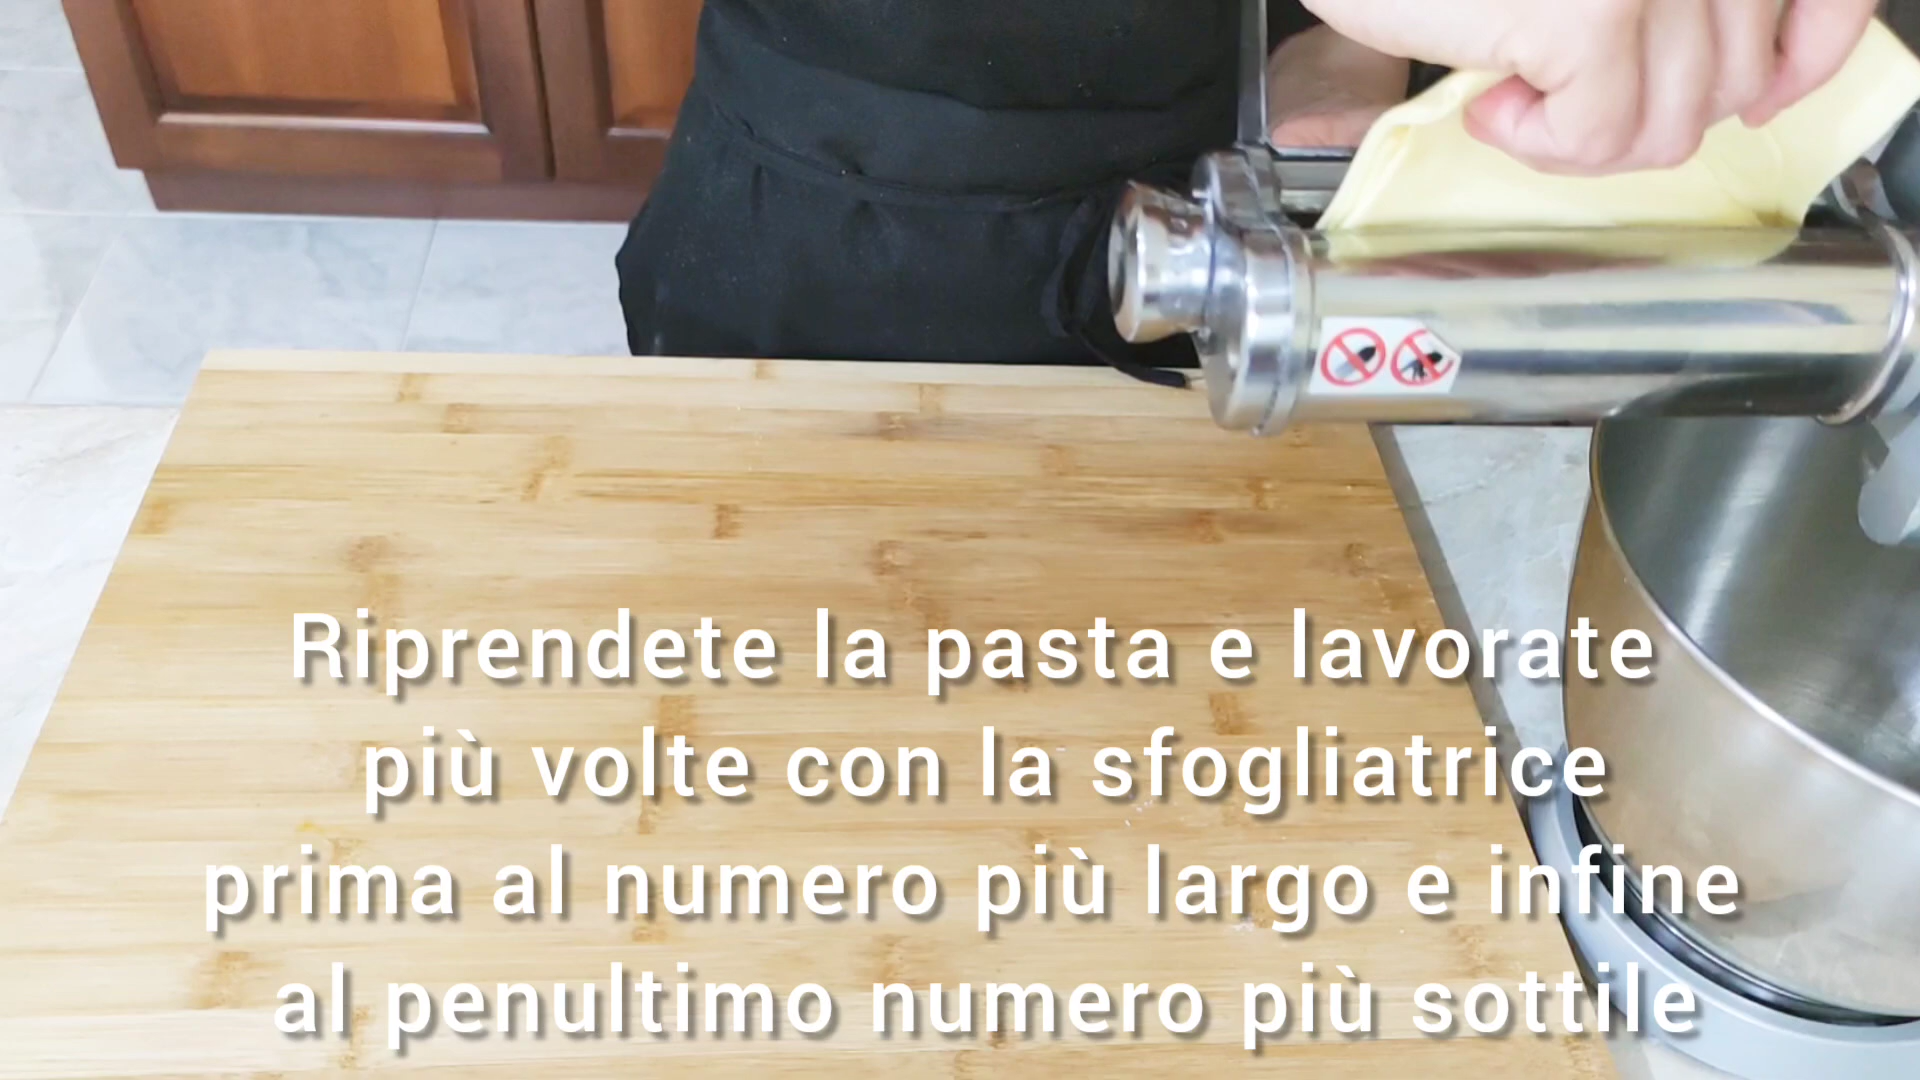 Riprendete la pasta e lavorate
più volte con la sfogliatrice
prima al numero più largo e infine
al penultimo numero più sottile